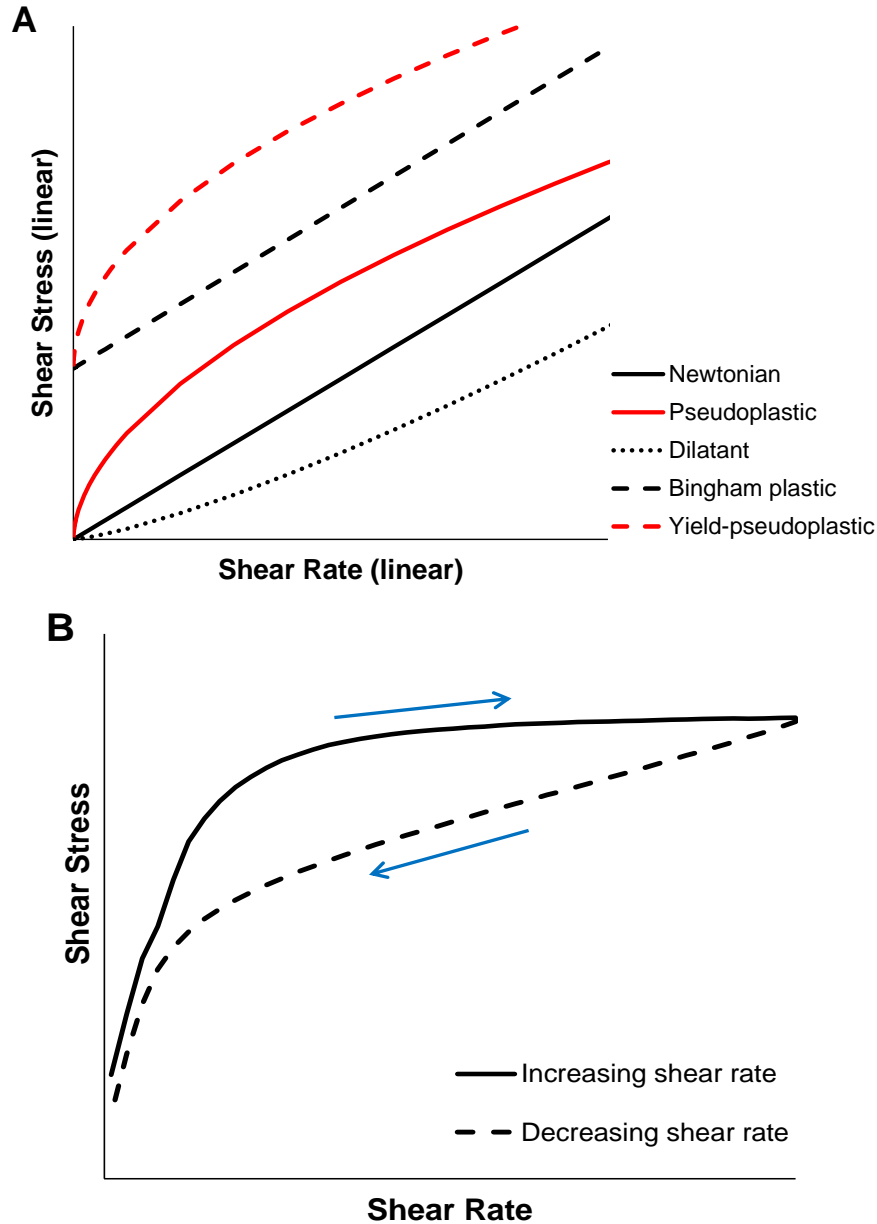 A
Shear Stress (linear)
Newtonian
Pseudoplastic
Dilatant
Bingham plastic
Yield-pseudoplastic
Shear Rate (linear)
B
Shear Stress
Increasing shear rate
Decreasing shear rate
Shear Rate